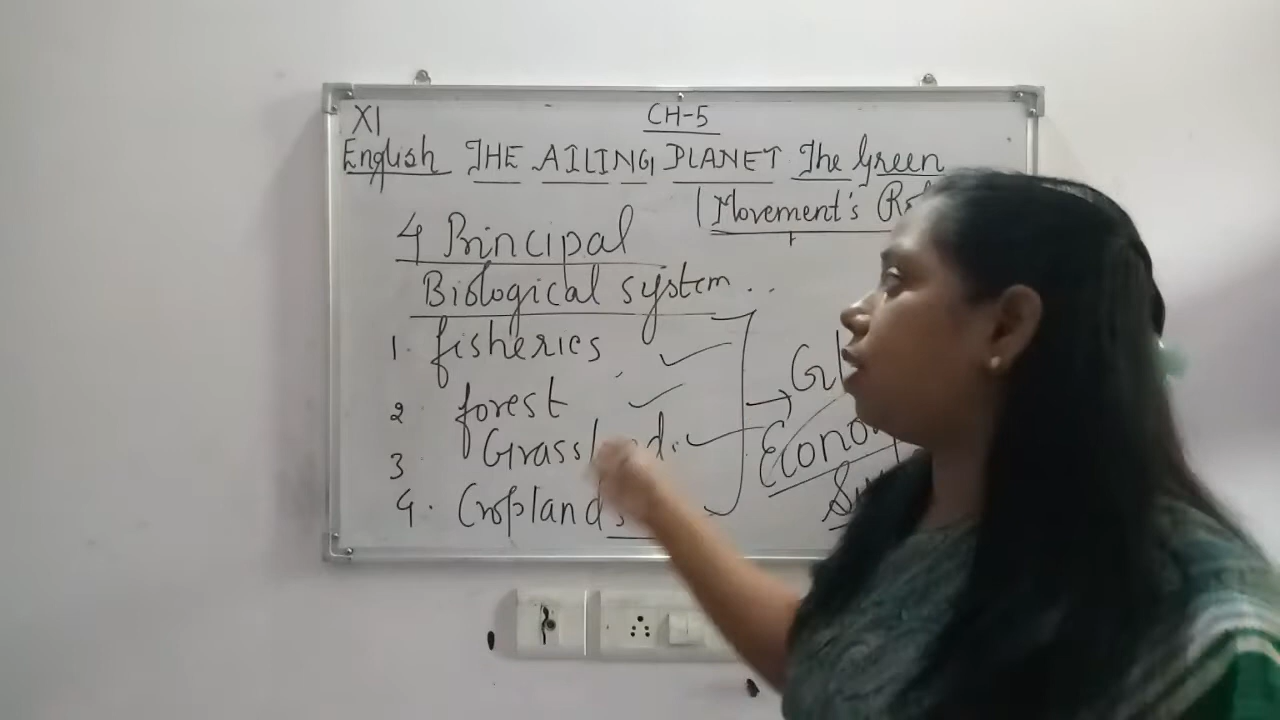 XI
CH-5
English THE AILING PLANET The Green
Movement's
4 Principal
Biological system..
1. fisheries
2 forest
3 Grassland.
4. Croplands